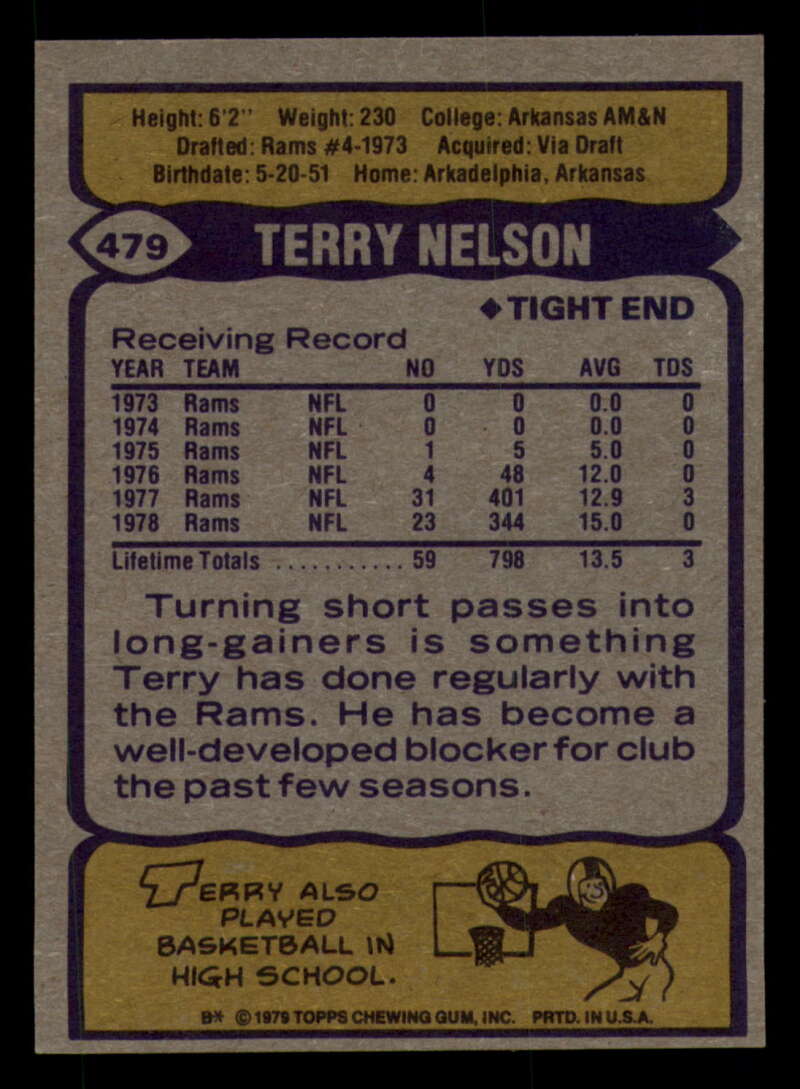 Height: 6'2" Weight: 230 College: Arkansas AM&N
Drafted: Rams #4-1973 Acquired: Via Draft
Birthdate: 5-20-51 Home: Arkadelphia, Arkansas
479 TERRY NELSON
◆TIGHT END
Receiving Record
YEAR TEAM NO YDS AVG TDS
1973 Rams NFL 0 0 0.0 0
1974 Rams NFL 0 0 0.0 0
1975 Rams NFL 1 5 5.0 0
1976 Rams NFL 4 48 12.0 0
1977 Rams NFL 31 401 12.9 3
1978 Rams NFL 23 344 15.0 0
Lifetime Totals ........... 59 798 13.5 3
Turning short passes into
long-gainers is something
Terry has done regularly with
the Rams. He has become a
well-developed blocker for club
the past few seasons.
TERRY ALSO
PLAYED
BASKETBALL IN
HIGH SCHOOL.
B* © 1979 TOPPS CHEWING GUM, INC. PRTD. IN U.S.A.